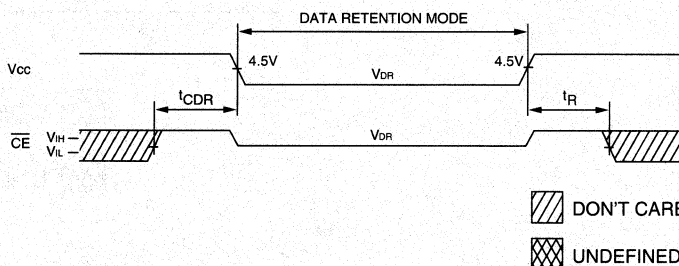 DATA RETENTION MODE
Vcc
4.5V
VDR
4.5V
tCDR
tR
CE
VIH
VIL
VDR
DON'T CARE
UNDEFINED